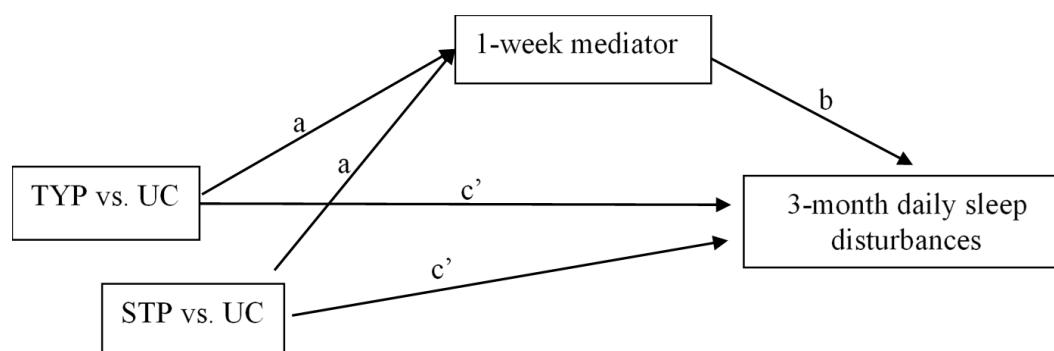 1-week mediator
b
a
a
TYP vs. UC
c’
3-month daily sleep
disturbances
c’
STP vs. UC